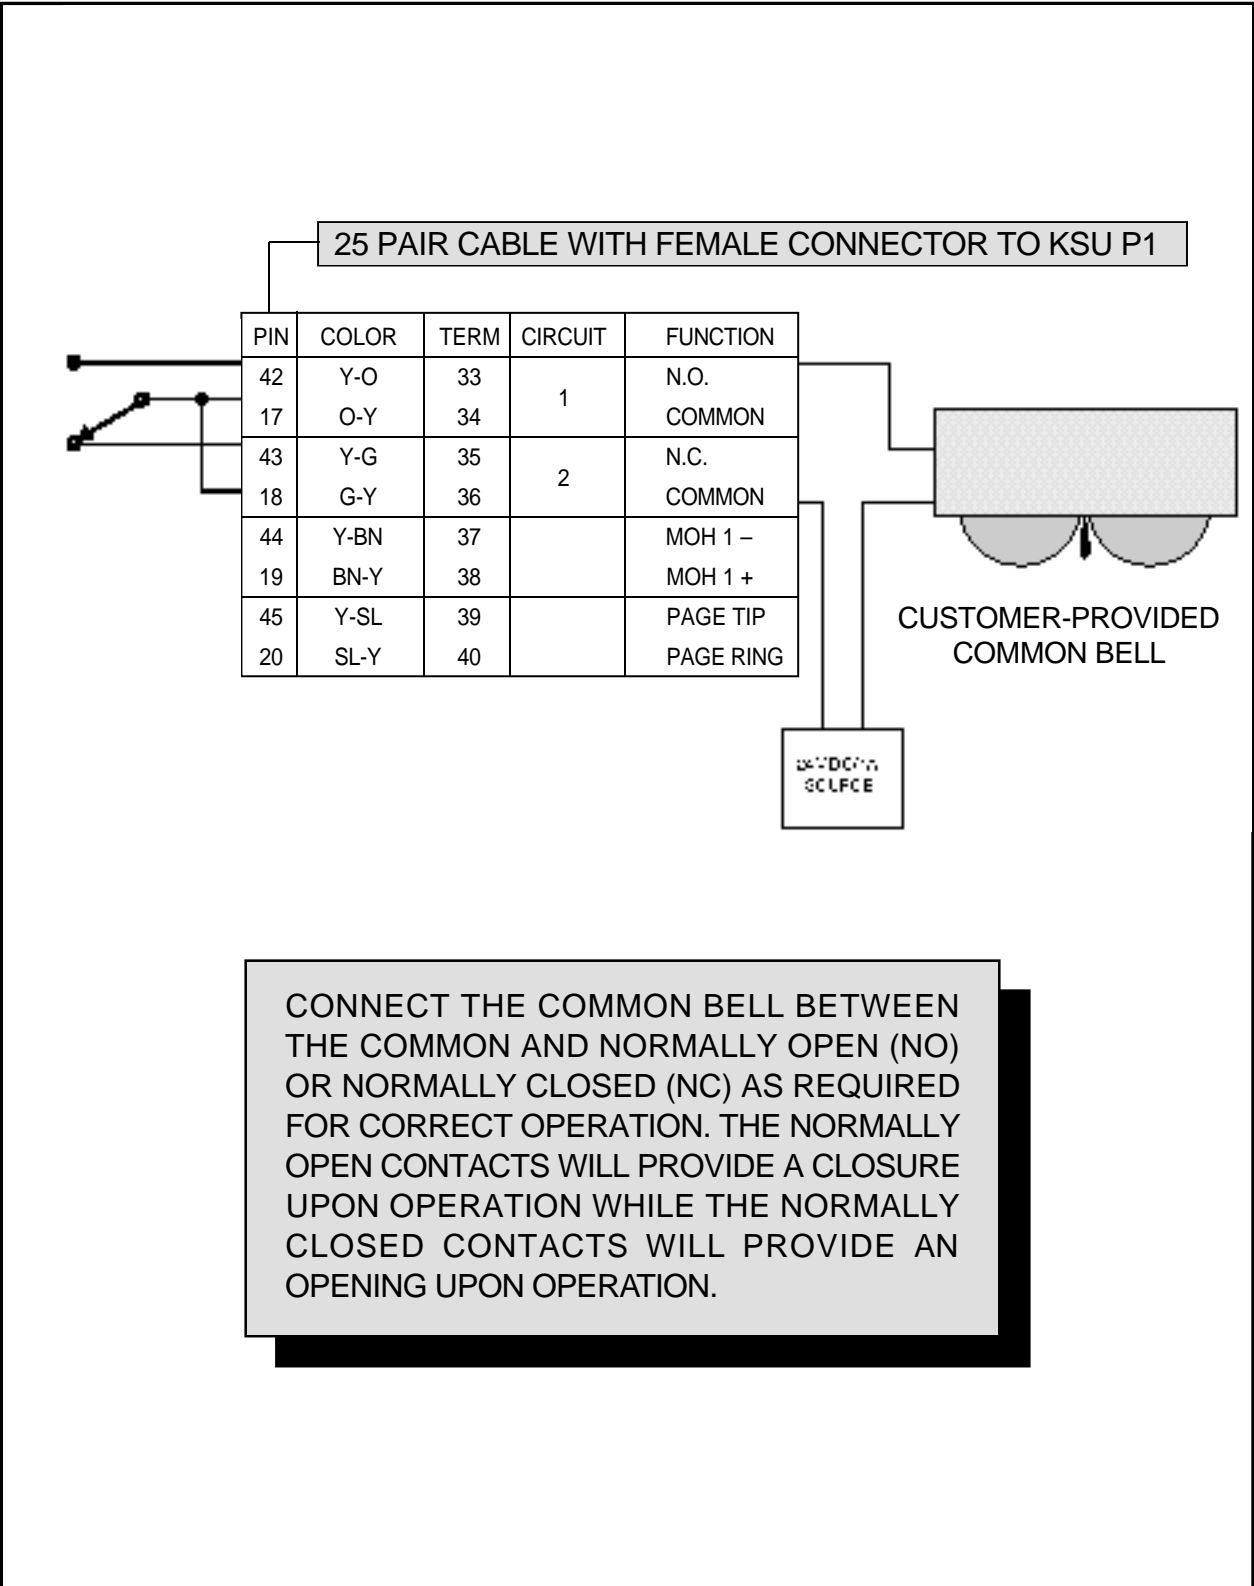 25 PAIR CABLE WITH FEMALE CONNECTOR TO KSU P1
PIN COLOR TERM CIRCUIT FUNCTION
42 Y-O 33 N.O.
1
17 O-Y 34 COMMON
43 Y-G 35 N.C.
2
18 G-Y 36 COMMON
44 Y-BN 37 MOH 1 –
19 BN-Y 38 MOH 1 +
45 Y-SL 39 PAGE TIP
20 SL-Y 40 PAGE RING
CUSTOMER-PROVIDED
COMMON BELL
CONNECT THE COMMON BELL BETWEEN
THE COMMON AND NORMALLY OPEN (NO)
OR NORMALLY CLOSED (NC) AS REQUIRED
FOR CORRECT OPERATION. THE NORMALLY
OPEN CONTACTS WILL PROVIDE A CLOSURE
UPON OPERATION WHILE THE NORMALLY
CLOSED CONTACTS WILL PROVIDE AN
OPENING UPON OPERATION.